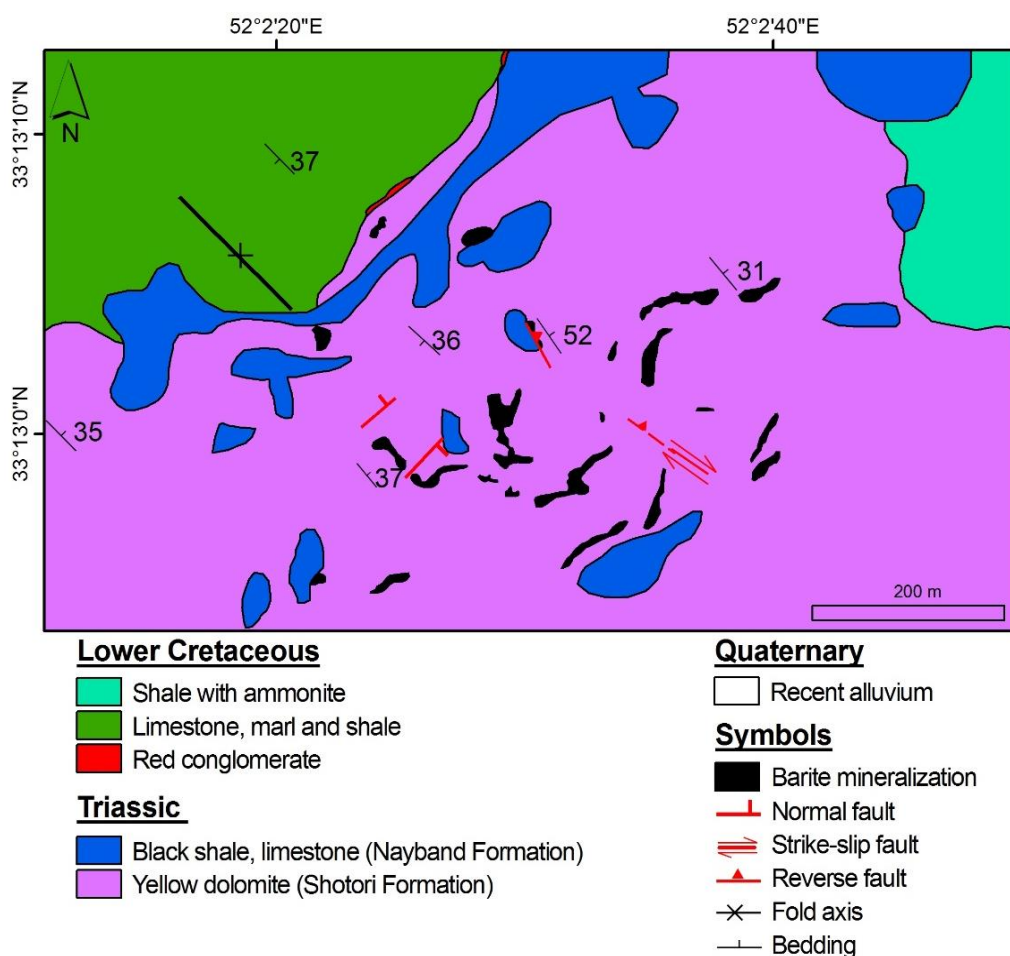 52°2'20"E
52°2'40"E
33°13'10"N
N
37
31
36
52
33°13'0"N
35
37
200 m
Lower Cretaceous
Shale with ammonite
Limestone, marl and shale
Red conglomerate
Triassic
Black shale, limestone (Nayband Formation)
Yellow dolomite (Shotori Formation)
Quaternary
Recent alluvium
Symbols
Barite mineralization
Normal fault
Strike-slip fault
Reverse fault
Fold axis
Bedding